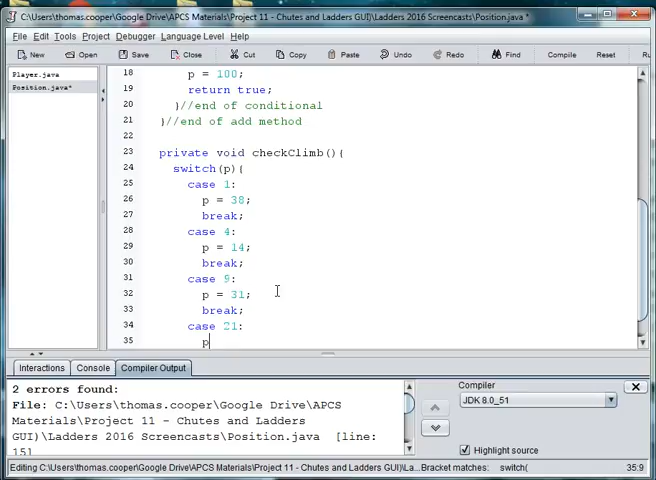 C:\Users\thomas.cooper\Google Drive\APCS Materials\Project 11 - Chutes and Ladders GUI\Ladders 2016 Screencasts\Position.java *
File Edit Tools Project Debugger Language Level Help
New Open Save Close Cut Copy Paste Undo Redo Find Compile Reset Ru
Player.java
Position.java*
18 p = 100;
19 return true;
20 }//end of conditional
21 }//end of add method
22
23 private void checkClimb(){
24 switch(p){
25 case 1:
26 p = 38;
27 break;
28 case 4:
29 p = 14;
30 break;
31 case 9:
32 p = 31;
33 break;
34 case 21:
35 p
Interactions Console Compiler Output
2 errors found:
File: C:\Users\thomas.cooper\Google Drive\APCS
Materials\Project 11 - Chutes and Ladders
GUI)\Ladders 2016 Screencasts\Position.java [line:
15]
Compiler
JDK 8.0_51
Highlight source
Editing C:\Users\thomas.cooper\Google Drive\APCS Materials\Project 11 - Chutes and Ladders GUI)\La... Bracket matches: switch( 35:9